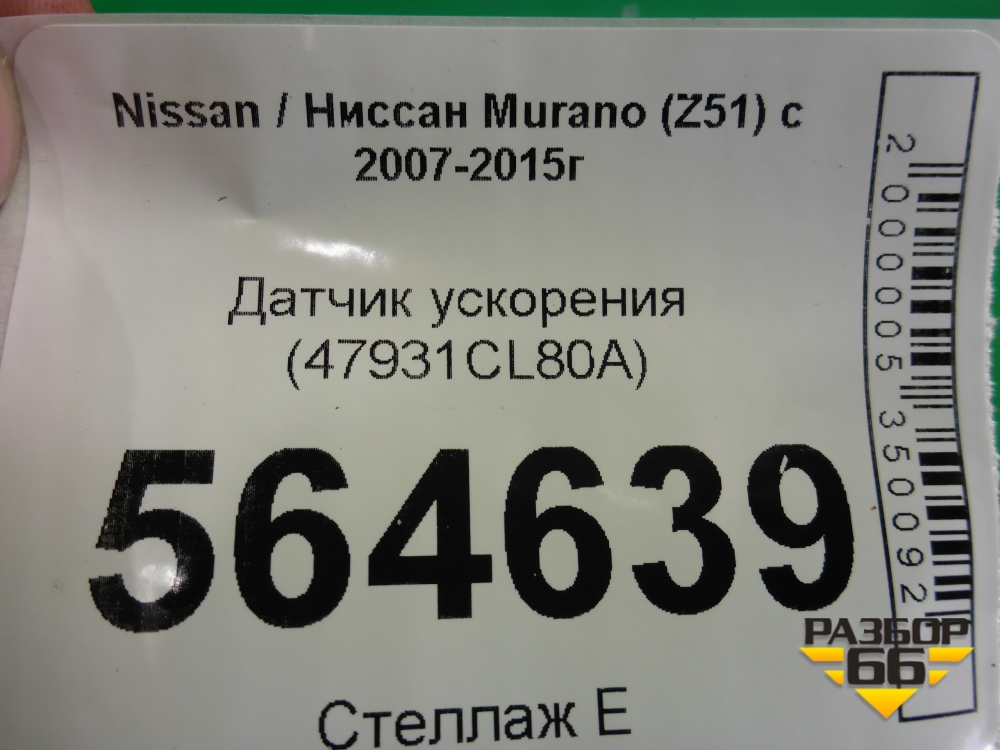 Nissan / Ниссан Murano (Z51) с
2007-2015г
Датчик ускорения
(47931CL80A)
564639
Стеллаж Е
2000005350092
РАЗБОР
66